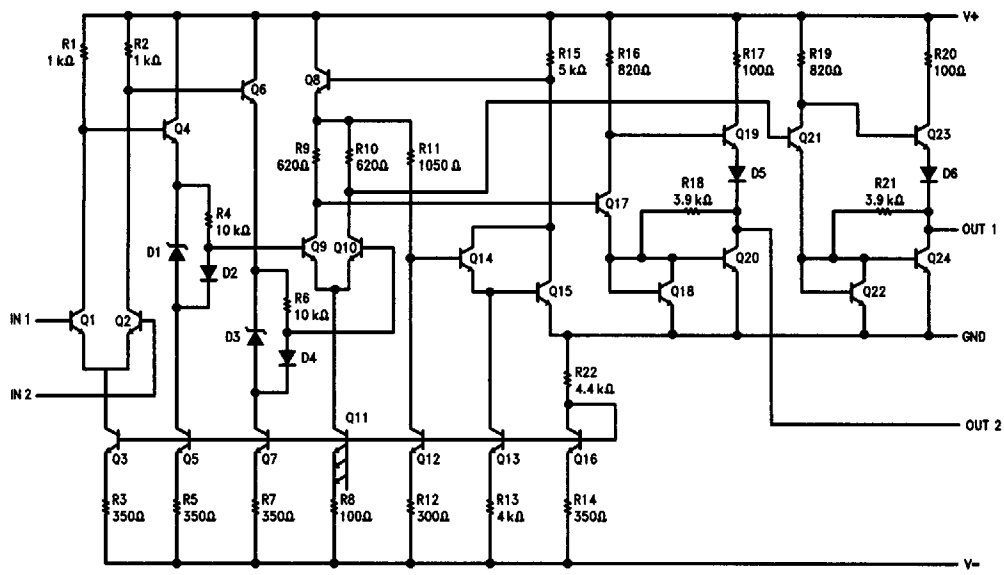 V+
R1
1 kΩ
R2
1 kΩ
Q4
Q6
Q8
R15
5 kΩ
R16
820Ω
R17
100Ω
R19
820Ω
R20
100Ω
R9
620Ω
R10
620Ω
R11
1050 Ω
Q19
Q21
Q23
D5
D6
R18
3.9 kΩ
R21
3.9 kΩ
Q17
R4
10 kΩ
D1
D2
Q9
Q10
Q14
Q15
Q20
Q18
Q24
Q22
OUT 1
R6
10 kΩ
D3
D4
IN 1
Q1
Q2
GND
IN 2
R22
4.4 kΩ
OUT 2
Q3
Q5
Q7
Q11
Q12
Q13
Q16
R3
350Ω
R5
350Ω
R7
350Ω
R8
100Ω
R12
300Ω
R13
4 kΩ
R14
350Ω
V−